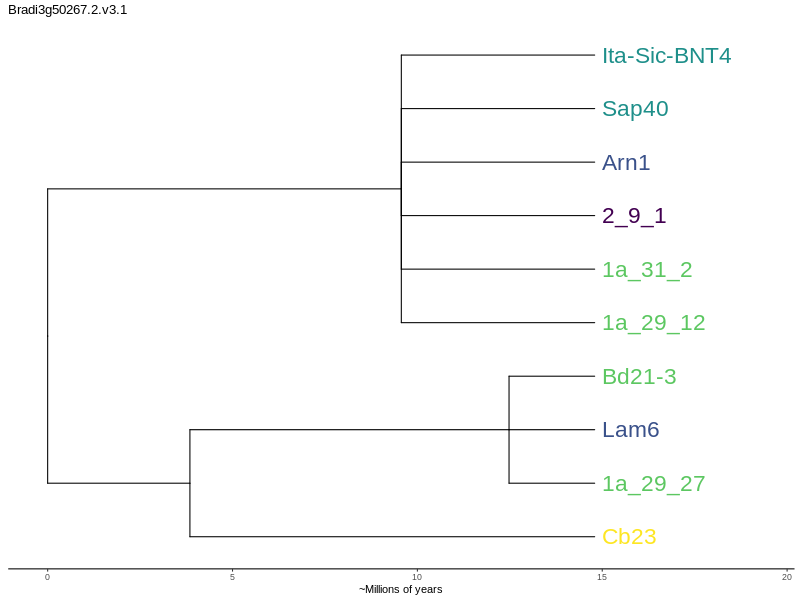 Bradi3g50267.2.v3.1
Ita-Sic-BNT4
Sap40
Arn1
2_9_1
1a_31_2
1a_29_12
Bd21-3
Lam6
1a_29_27
Cb23
0 5 10 15 20
~Millions of years